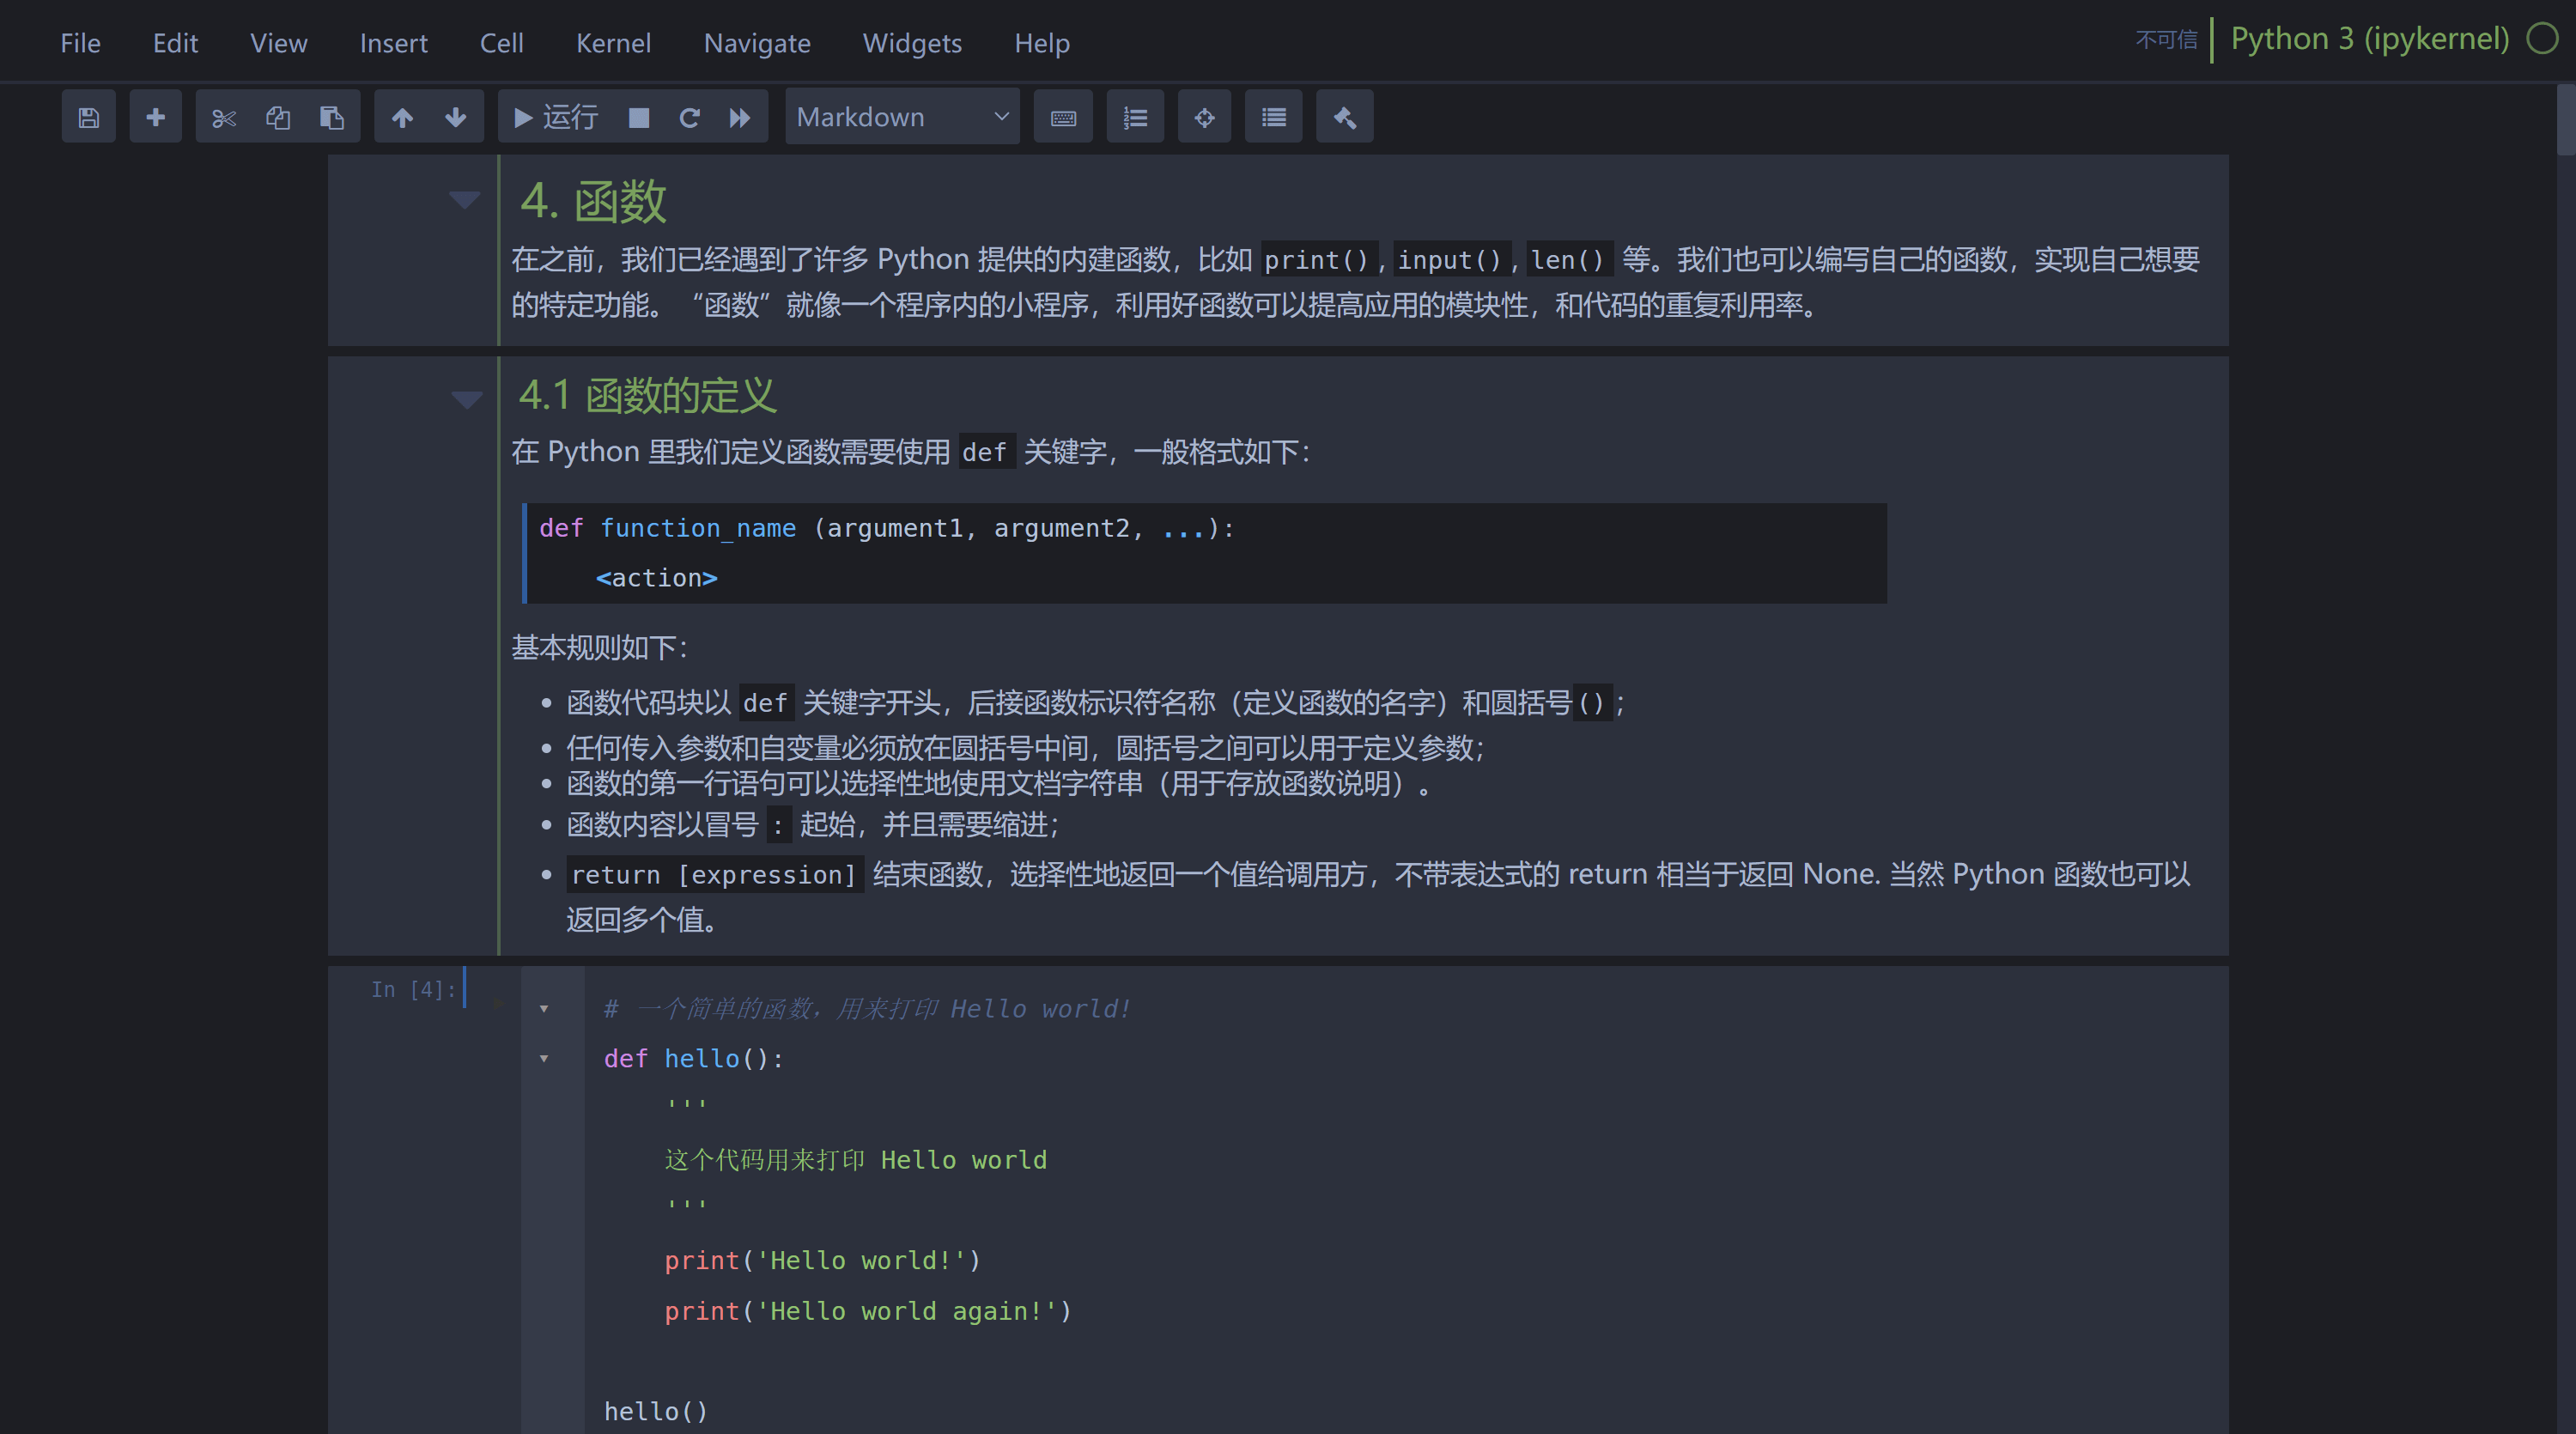 File Edit View Insert Cell Kernel Navigate Widgets Help
不可信 Python 3 (ipykernel)
运行 Markdown
4. 函数
在之前，我们已经遇到了许多 Python 提供的内建函数，比如 print(), input(), len() 等。我们也可以编写自己的函数，实现自己想要
的特定功能。“函数”就像一个程序内的小程序，利用好函数可以提高应用的模块性，和代码的重复利用率。
4.1 函数的定义
在 Python 里我们定义函数需要使用 def 关键字，一般格式如下：
def function_name (argument1, argument2, ...):
    <action>
基本规则如下：
• 函数代码块以 def 关键字开头，后接函数标识符名称（定义函数的名字）和圆括号()；
• 任何传入参数和自变量必须放在圆括号中间，圆括号之间可以用于定义参数；
• 函数的第一行语句可以选择性地使用文档字符串（用于存放函数说明）。
• 函数内容以冒号 : 起始，并且需要缩进；
• return [expression] 结束函数，选择性地返回一个值给调用方，不带表达式的 return 相当于返回 None. 当然 Python 函数也可以
返回多个值。
In [4]:
# 一个简单的函数，用来打印 Hello world!
def hello():
    '''
    这个代码用来打印 Hello world
    '''
    print('Hello world!')
    print('Hello world again!')
hello()